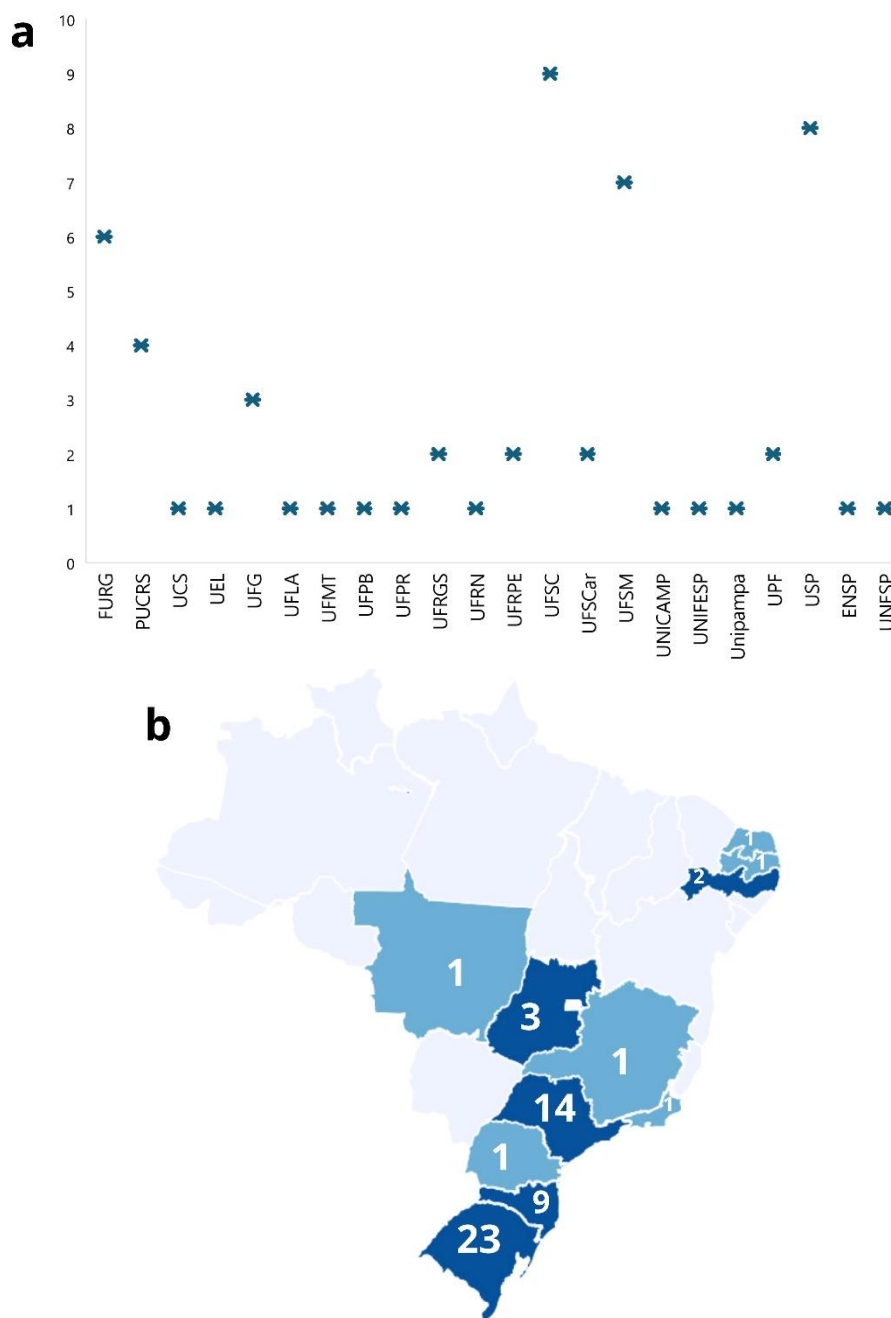 a
10
9
8
7
6
5
4
3
2
1
0
FURG
PUCRS
UCS
UEL
UFG
UFLA
UFMT
UFPB
UFPR
UFRGS
UFRN
UFRPE
UFSC
UFSCar
UFSM
UNICAMP
UNIFESP
Unipampa
UPF
USP
ENSP
UNESP
b
1
1
2
1
3
1
14
1
1
9
23